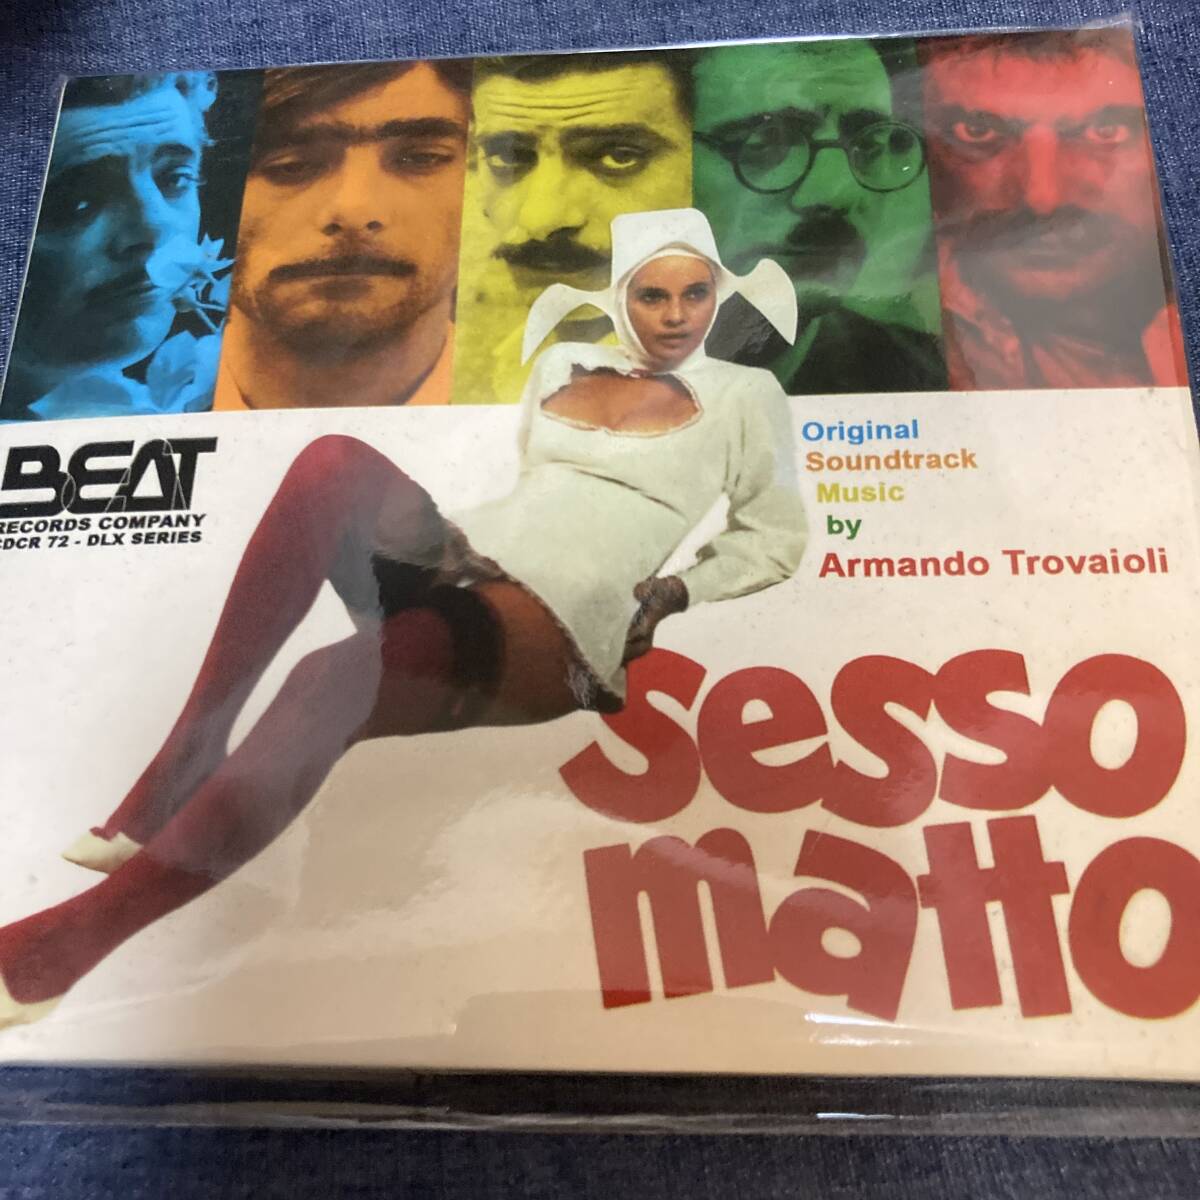 BEAT
RECORDS COMPANY
CDCR 72 - DLX SERIES
Original
Soundtrack
Music
by
Armando Trovaioli
sesso
matto